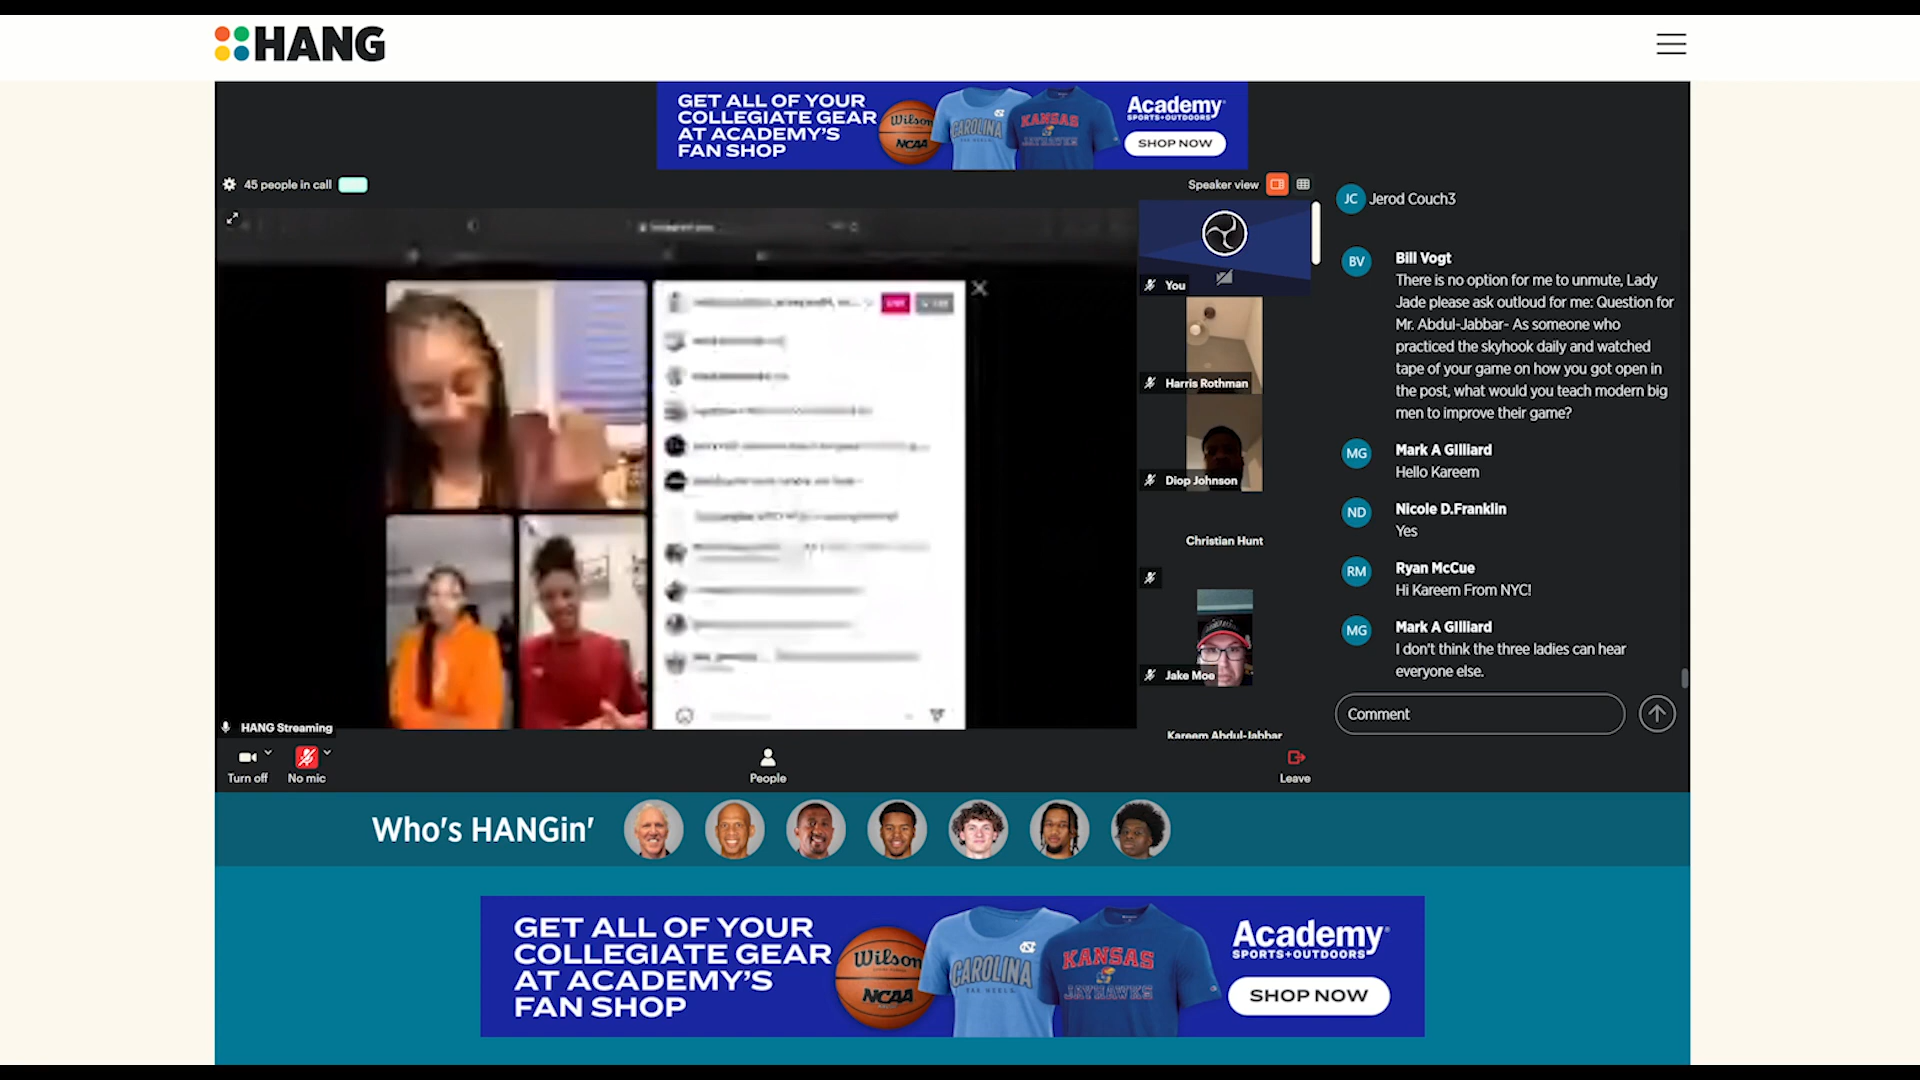 HANG
GET ALL OF YOUR
COLLEGIATE GEAR
AT ACADEMY'S
FAN SHOP
Wilson
NCAA
CAROLINA
KANSAS
JAYHAWKS
Academy
SPORTS+OUTDOORS
SHOP NOW
45 people in call
Speaker view
You
Harris Rothman
Diop Johnson
Christian Hunt
Jake Moe
Kareem Abdul-Jabbar
HANG Streaming
Turn off
No mic
People
Leave
JC Jerod Couch3
BV Bill Vogt
There is no option for me to unmute, Lady
Jade please ask outloud for me: Question for
Mr. Abdul-Jabbar- As someone who
practiced the skyhook daily and watched
tape of your game on how you got open in
the post, what would you teach modern big
men to improve their game?
MG Mark A GIlliard
Hello Kareem
ND Nicole D.Franklin
Yes
RM Ryan McCue
Hi Kareem From NYC!
MG Mark A GIlliard
I don't think the three ladies can hear
everyone else.
Comment
Who's HANGin'
GET ALL OF YOUR
COLLEGIATE GEAR
AT ACADEMY'S
FAN SHOP
Wilson
NCAA
CAROLINA
TAR HEELS
KANSAS
JAYHAWKS
Academy
SPORTS+OUTDOORS
SHOP NOW